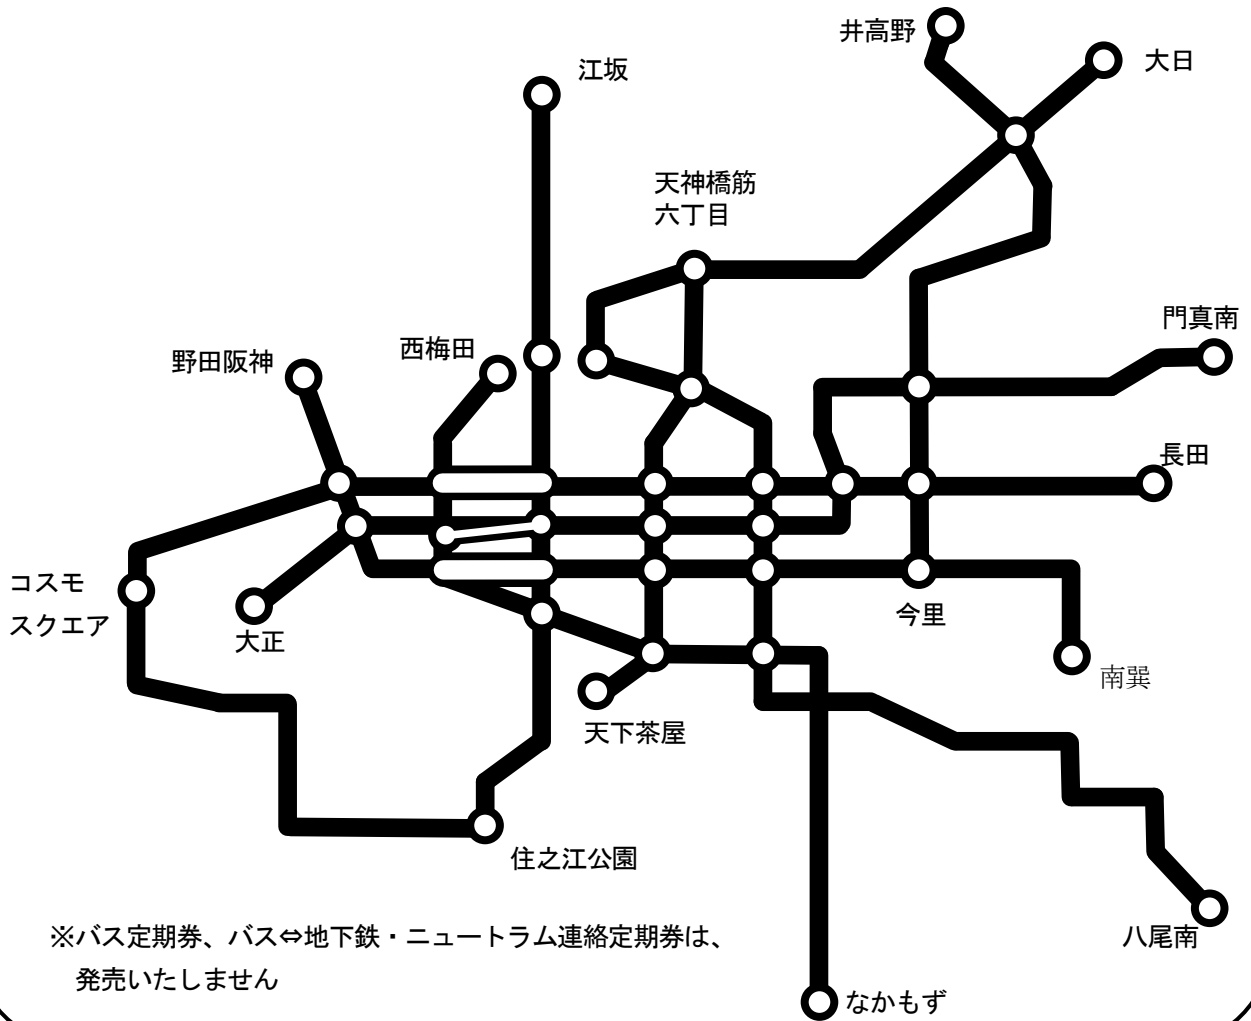 井高野
大日
江坂
天神橋筋
六丁目
門真南
西梅田
野田阪神
長田
コスモ
スクエア
大正
今里
南巽
天下茶屋
住之江公園
※バス定期券、バス⇔地下鉄・ニュートラム連絡定期券は、
発売いたしません
八尾南
なかもず